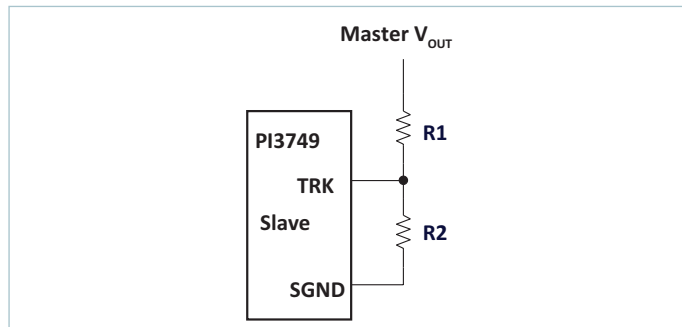 Master VOUT
R1
PI3749
TRK
Slave
R2
SGND